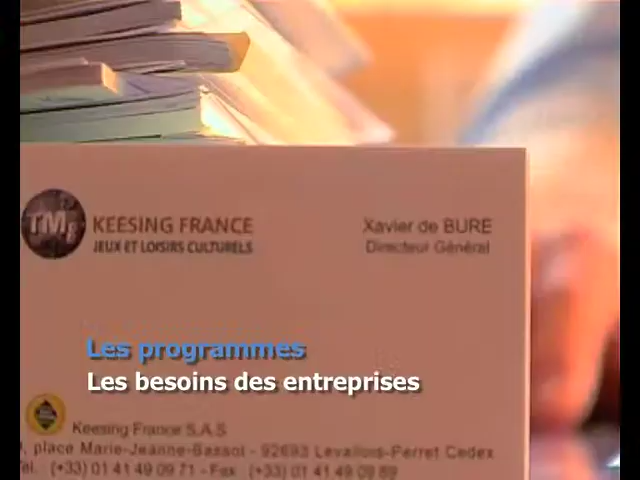 TMG
KEESING FRANCE
JEUX ET LOISIRS CULTURELS
Xavier de BURE
Directeur Général
Les programmes
Les besoins des entreprises
Keesing France S.A.S
, place Marie-Jeanne-Bassot - 92693 Levallois-Perret Cedex
Tél. (+33) 01 41 49 09 71 - Fax (+33) 01 41 49 09 89